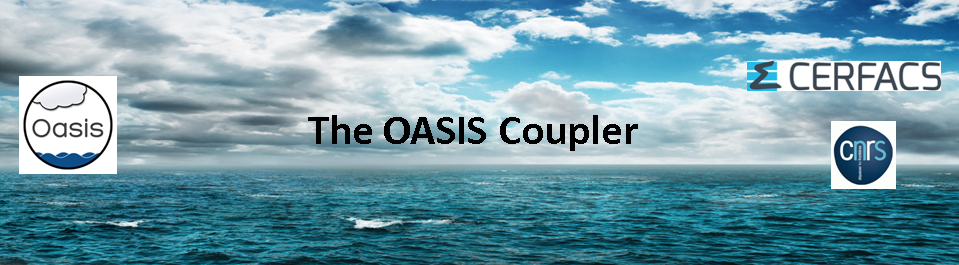 CERFACS
Oasis
The OASIS Coupler
cnrs